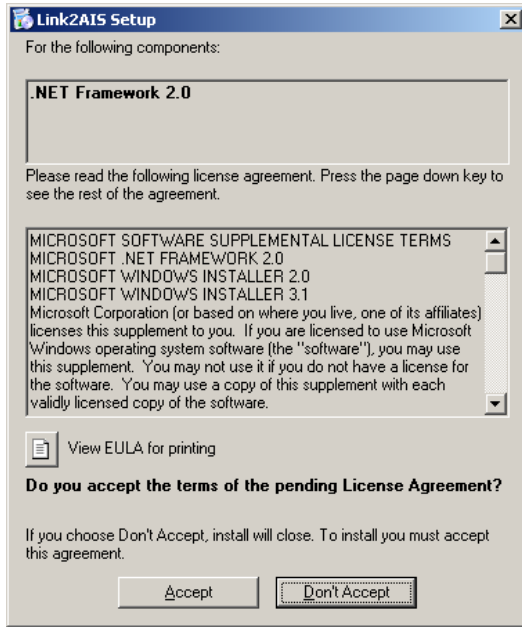 Link2AIS Setup
For the following components:
.NET Framework 2.0
Please read the following license agreement. Press the page down key to
see the rest of the agreement.
MICROSOFT SOFTWARE SUPPLEMENTAL LICENSE TERMS
MICROSOFT .NET FRAMEWORK 2.0
MICROSOFT WINDOWS INSTALLER 2.0
MICROSOFT WINDOWS INSTALLER 3.1
Microsoft Corporation (or based on where you live, one of its affiliates)
licenses this supplement to you.  If you are licensed to use Microsoft
Windows operating system software (the "software"), you may use
this supplement.  You may not use it if you do not have a license for
the software.  You may use a copy of this supplement with each
validly licensed copy of the software.
View EULA for printing
Do you accept the terms of the pending License Agreement?
If you choose Don't Accept, install will close. To install you must accept
this agreement.
Accept
Don't Accept